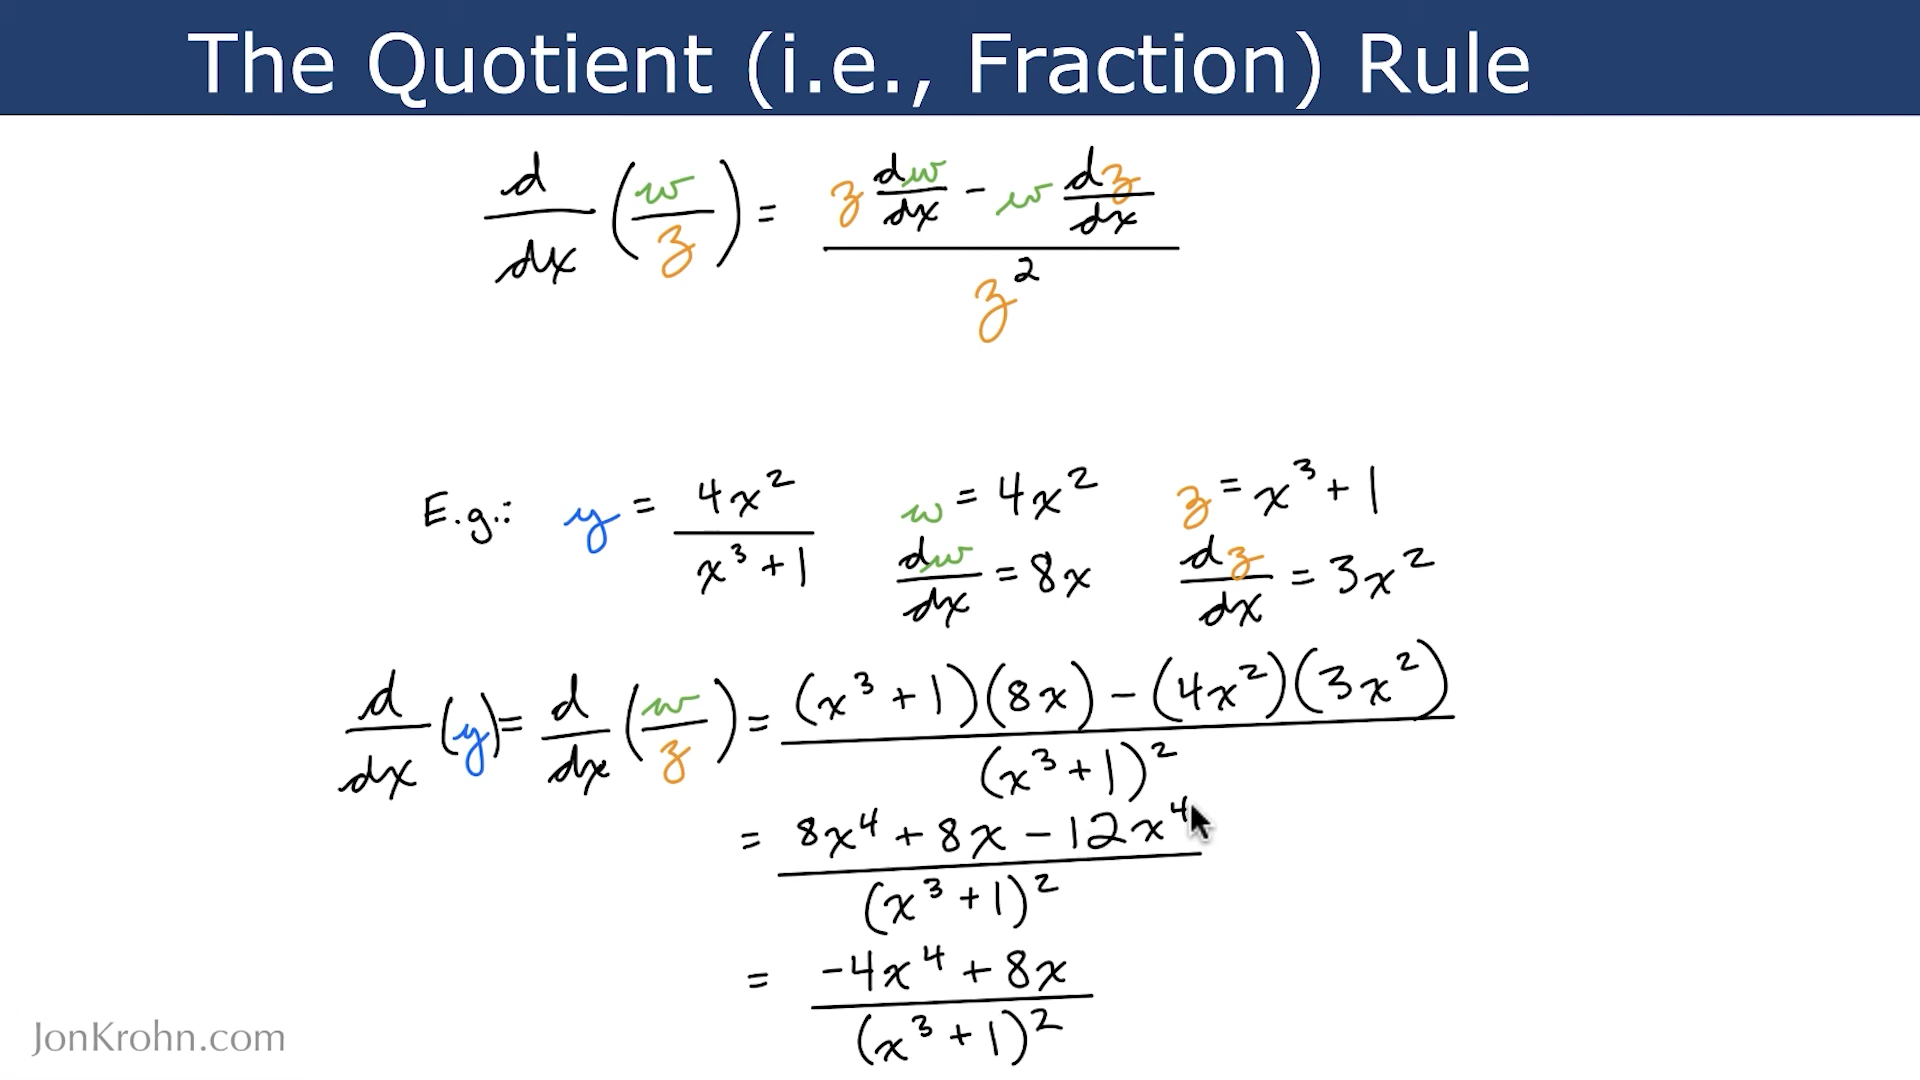 The Quotient (i.e., Fraction) Rule
d/dx (w/z) = (z dw/dx - w dz/dx) / z²
E.g.: y = 4x² / (x³ + 1)  w = 4x²  z = x³ + 1
dw/dx = 8x  dz/dx = 3x²
d/dx (y) = d/dx (w/z) = ((x³ + 1)(8x) - (4x²)(3x²)) / (x³ + 1)²
= (8x⁴ + 8x - 12x⁴) / (x³ + 1)²
= (-4x⁴ + 8x) / (x³ + 1)²
JonKrohn.com